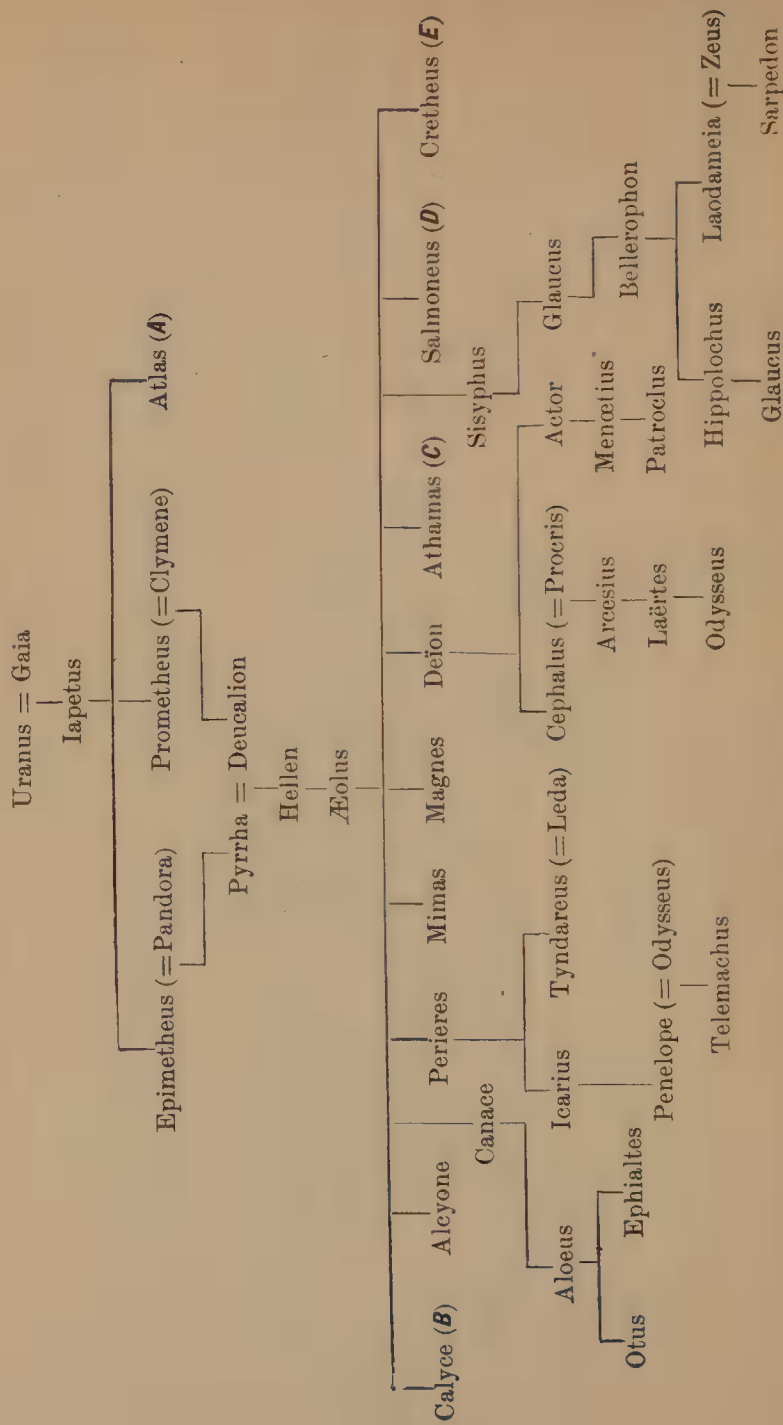 Uranus = Gaia
Iapetus
Epimetheus (=Pandora) Prometheus (=Clymene) Atlas (A)
Pyrrha = Deucalion
Hellen
Æolus
Calyce (B) Alcyone Perieres Mimas Magnes Deïon Athamas (C) Salmoneus (D) Cretheus (E)
Canace Sisyphus
Aloeus Icarius Tyndareus (=Leda) Cephalus (=Procris) Actor Glaucus
Otus Ephialtes Arcesius Menœtius Bellerophon
Penelope (= Odysseus) Laërtes Patroclus
Telemachus Odysseus Hippolochus Laodameia (= Zeus)
Glaucus Sarpedon